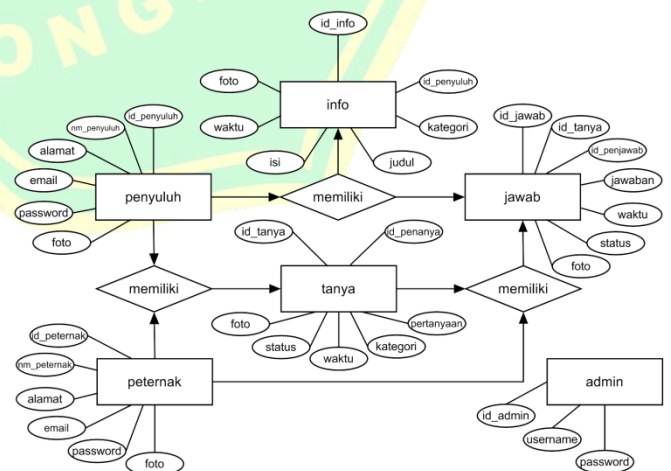 ONG
id_info
foto
id_penyuluh
info
waktu
kategori
isi
judul
id_penyuluh
nm_penyuluh
alamat
email
penyuluh
password
foto
memiliki
id_jawab
id_tanya
id_penjawab
jawaban
jawab
waktu
status
foto
id_tanya
id_penanya
memiliki
tanya
memiliki
foto
pertanyaan
status
kategori
waktu
id_peternak
nm_peternak
peternak
alamat
email
password
foto
admin
id_admin
username
password